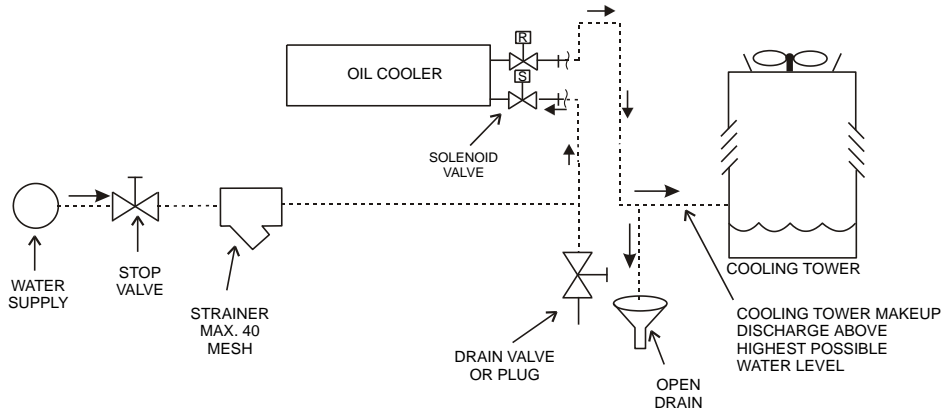 R
OIL COOLER
S
SOLENOID
VALVE
WATER
SUPPLY
STOP
VALVE
STRAINER
MAX. 40
MESH
DRAIN VALVE
OR PLUG
OPEN
DRAIN
COOLING TOWER
COOLING TOWER MAKEUP
DISCHARGE ABOVE
HIGHEST POSSIBLE
WATER LEVEL